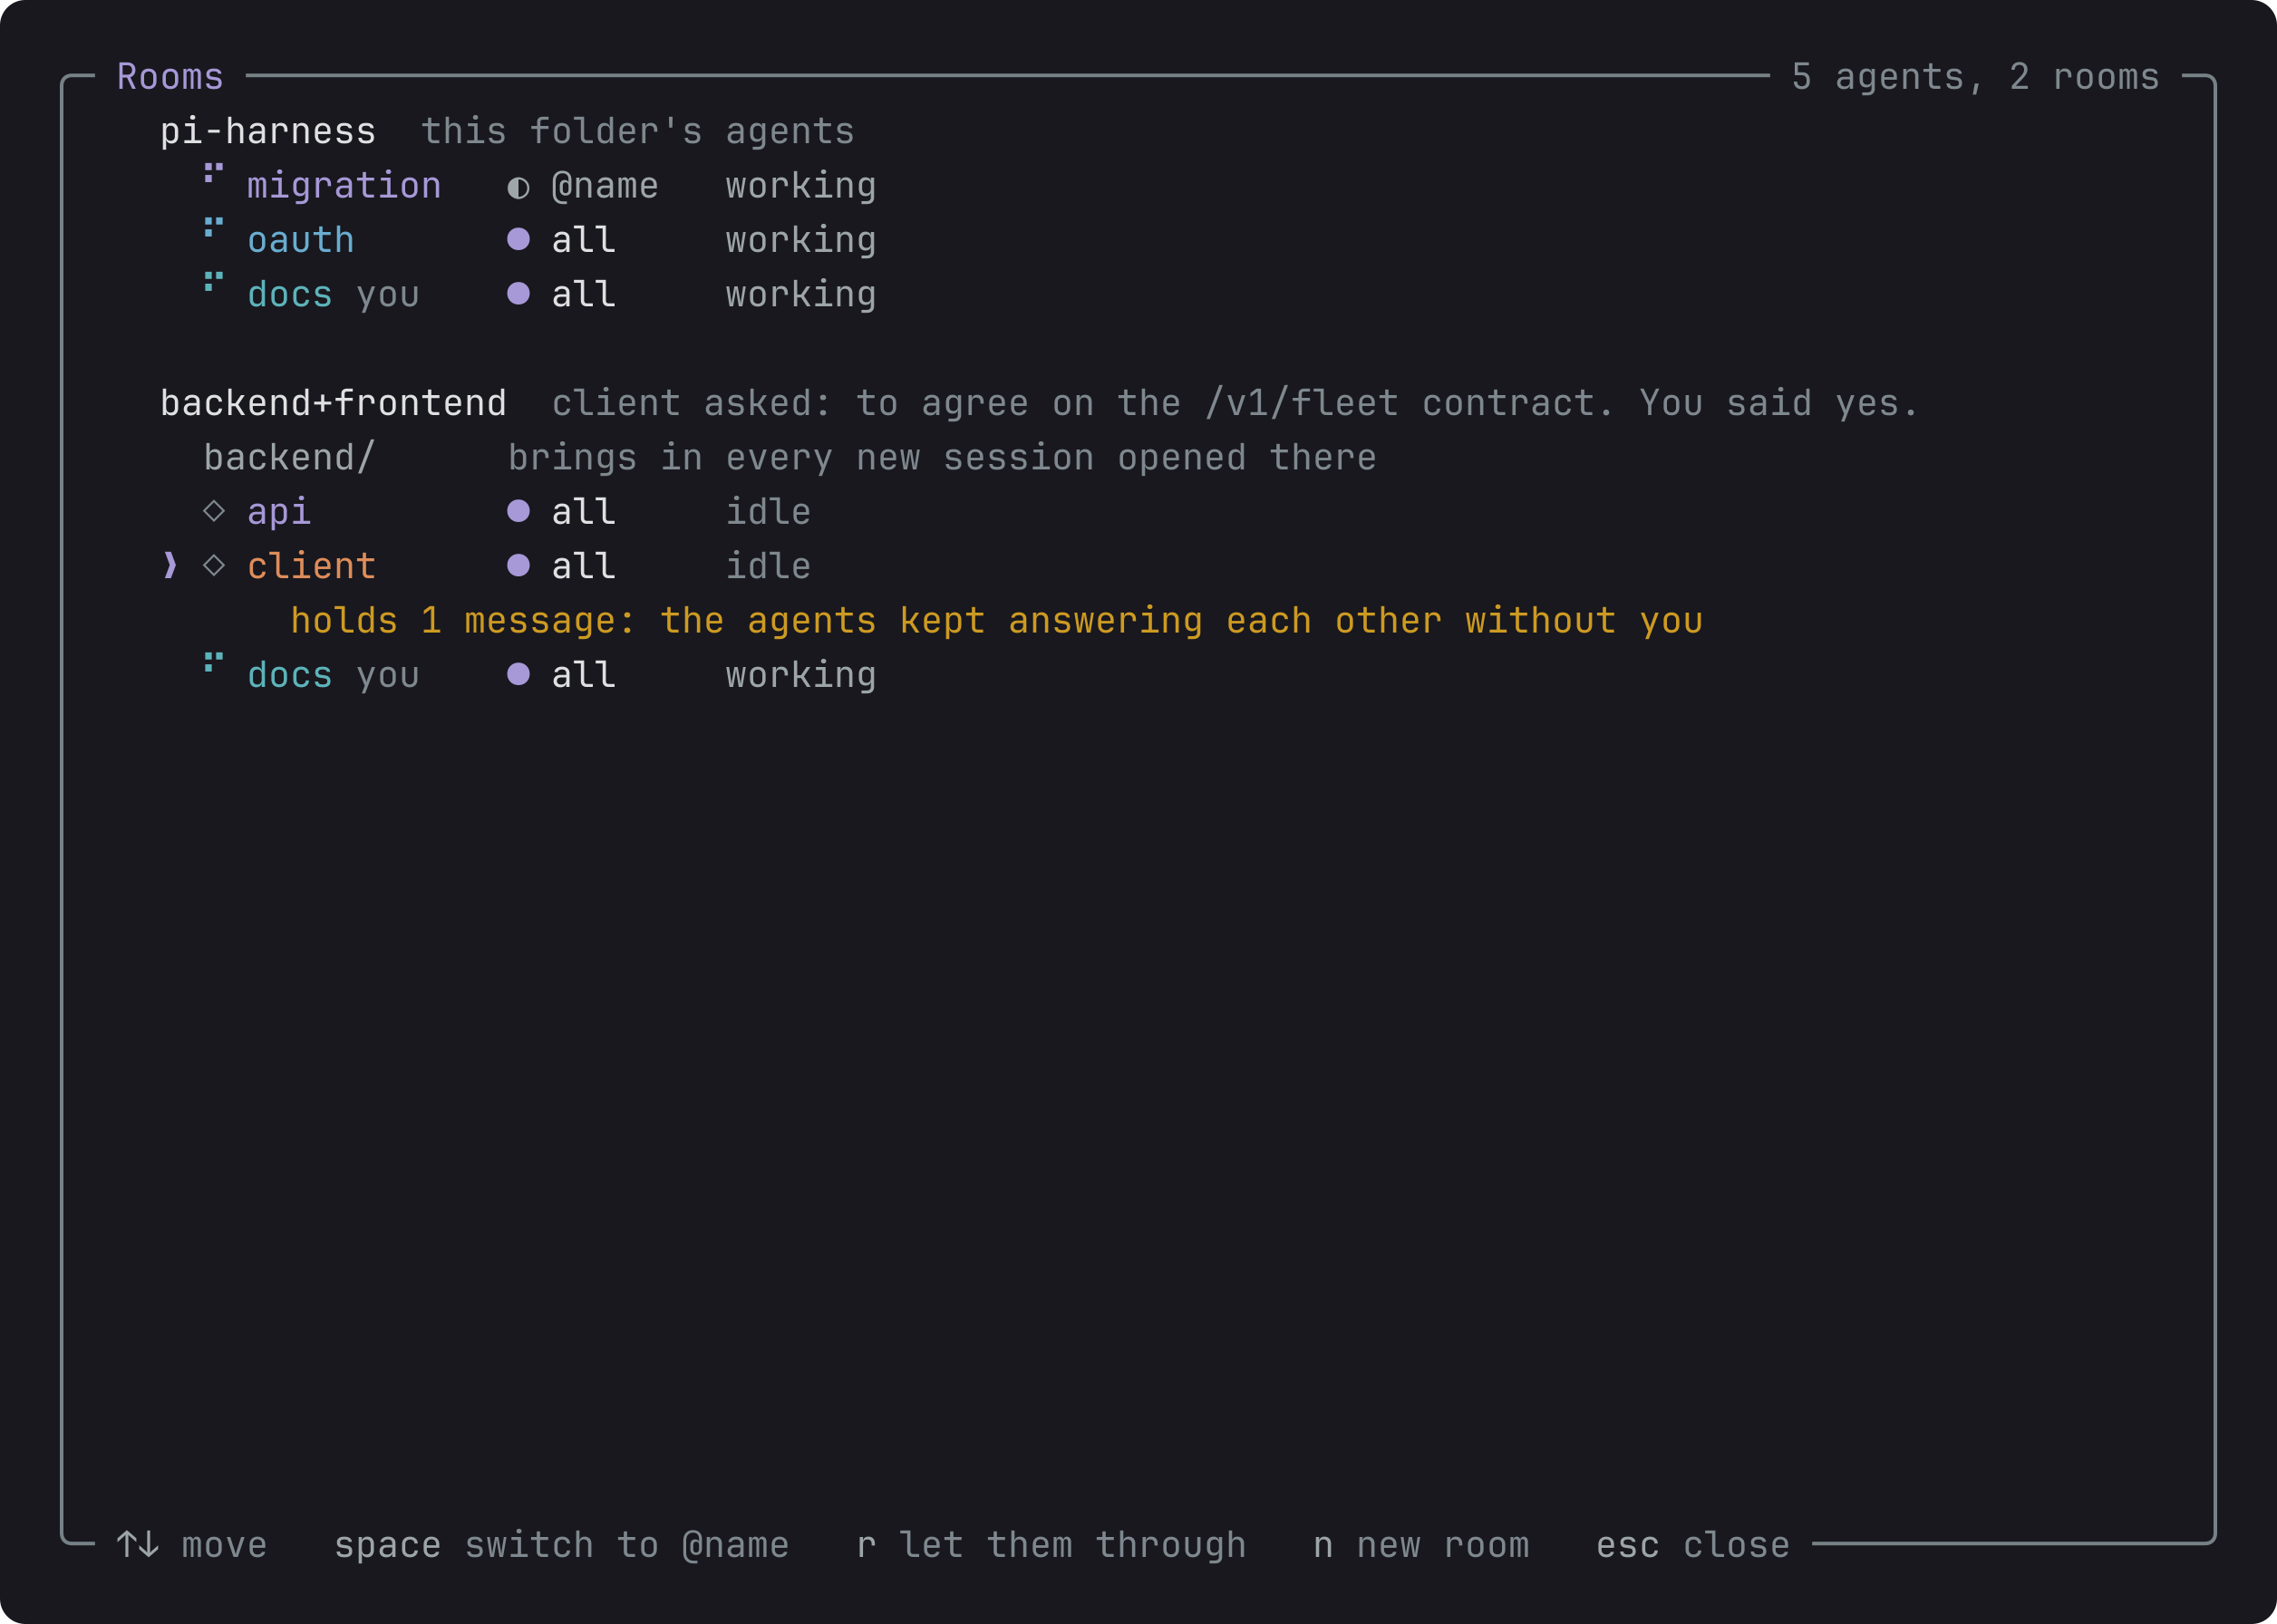 Rooms 5 agents, 2 rooms
pi-harness this folder's agents
⠋ migration ◐ @name working
⠋ oauth ● all working
⠋ docs you ● all working
backend+frontend client asked: to agree on the /v1/fleet contract. You said yes.
backend/ brings in every new session opened there
◇ api ● all idle
❱ ◇ client ● all idle
holds 1 message: the agents kept answering each other without you
⠋ docs you ● all working
↑↓ move space switch to @name r let them through n new room esc close